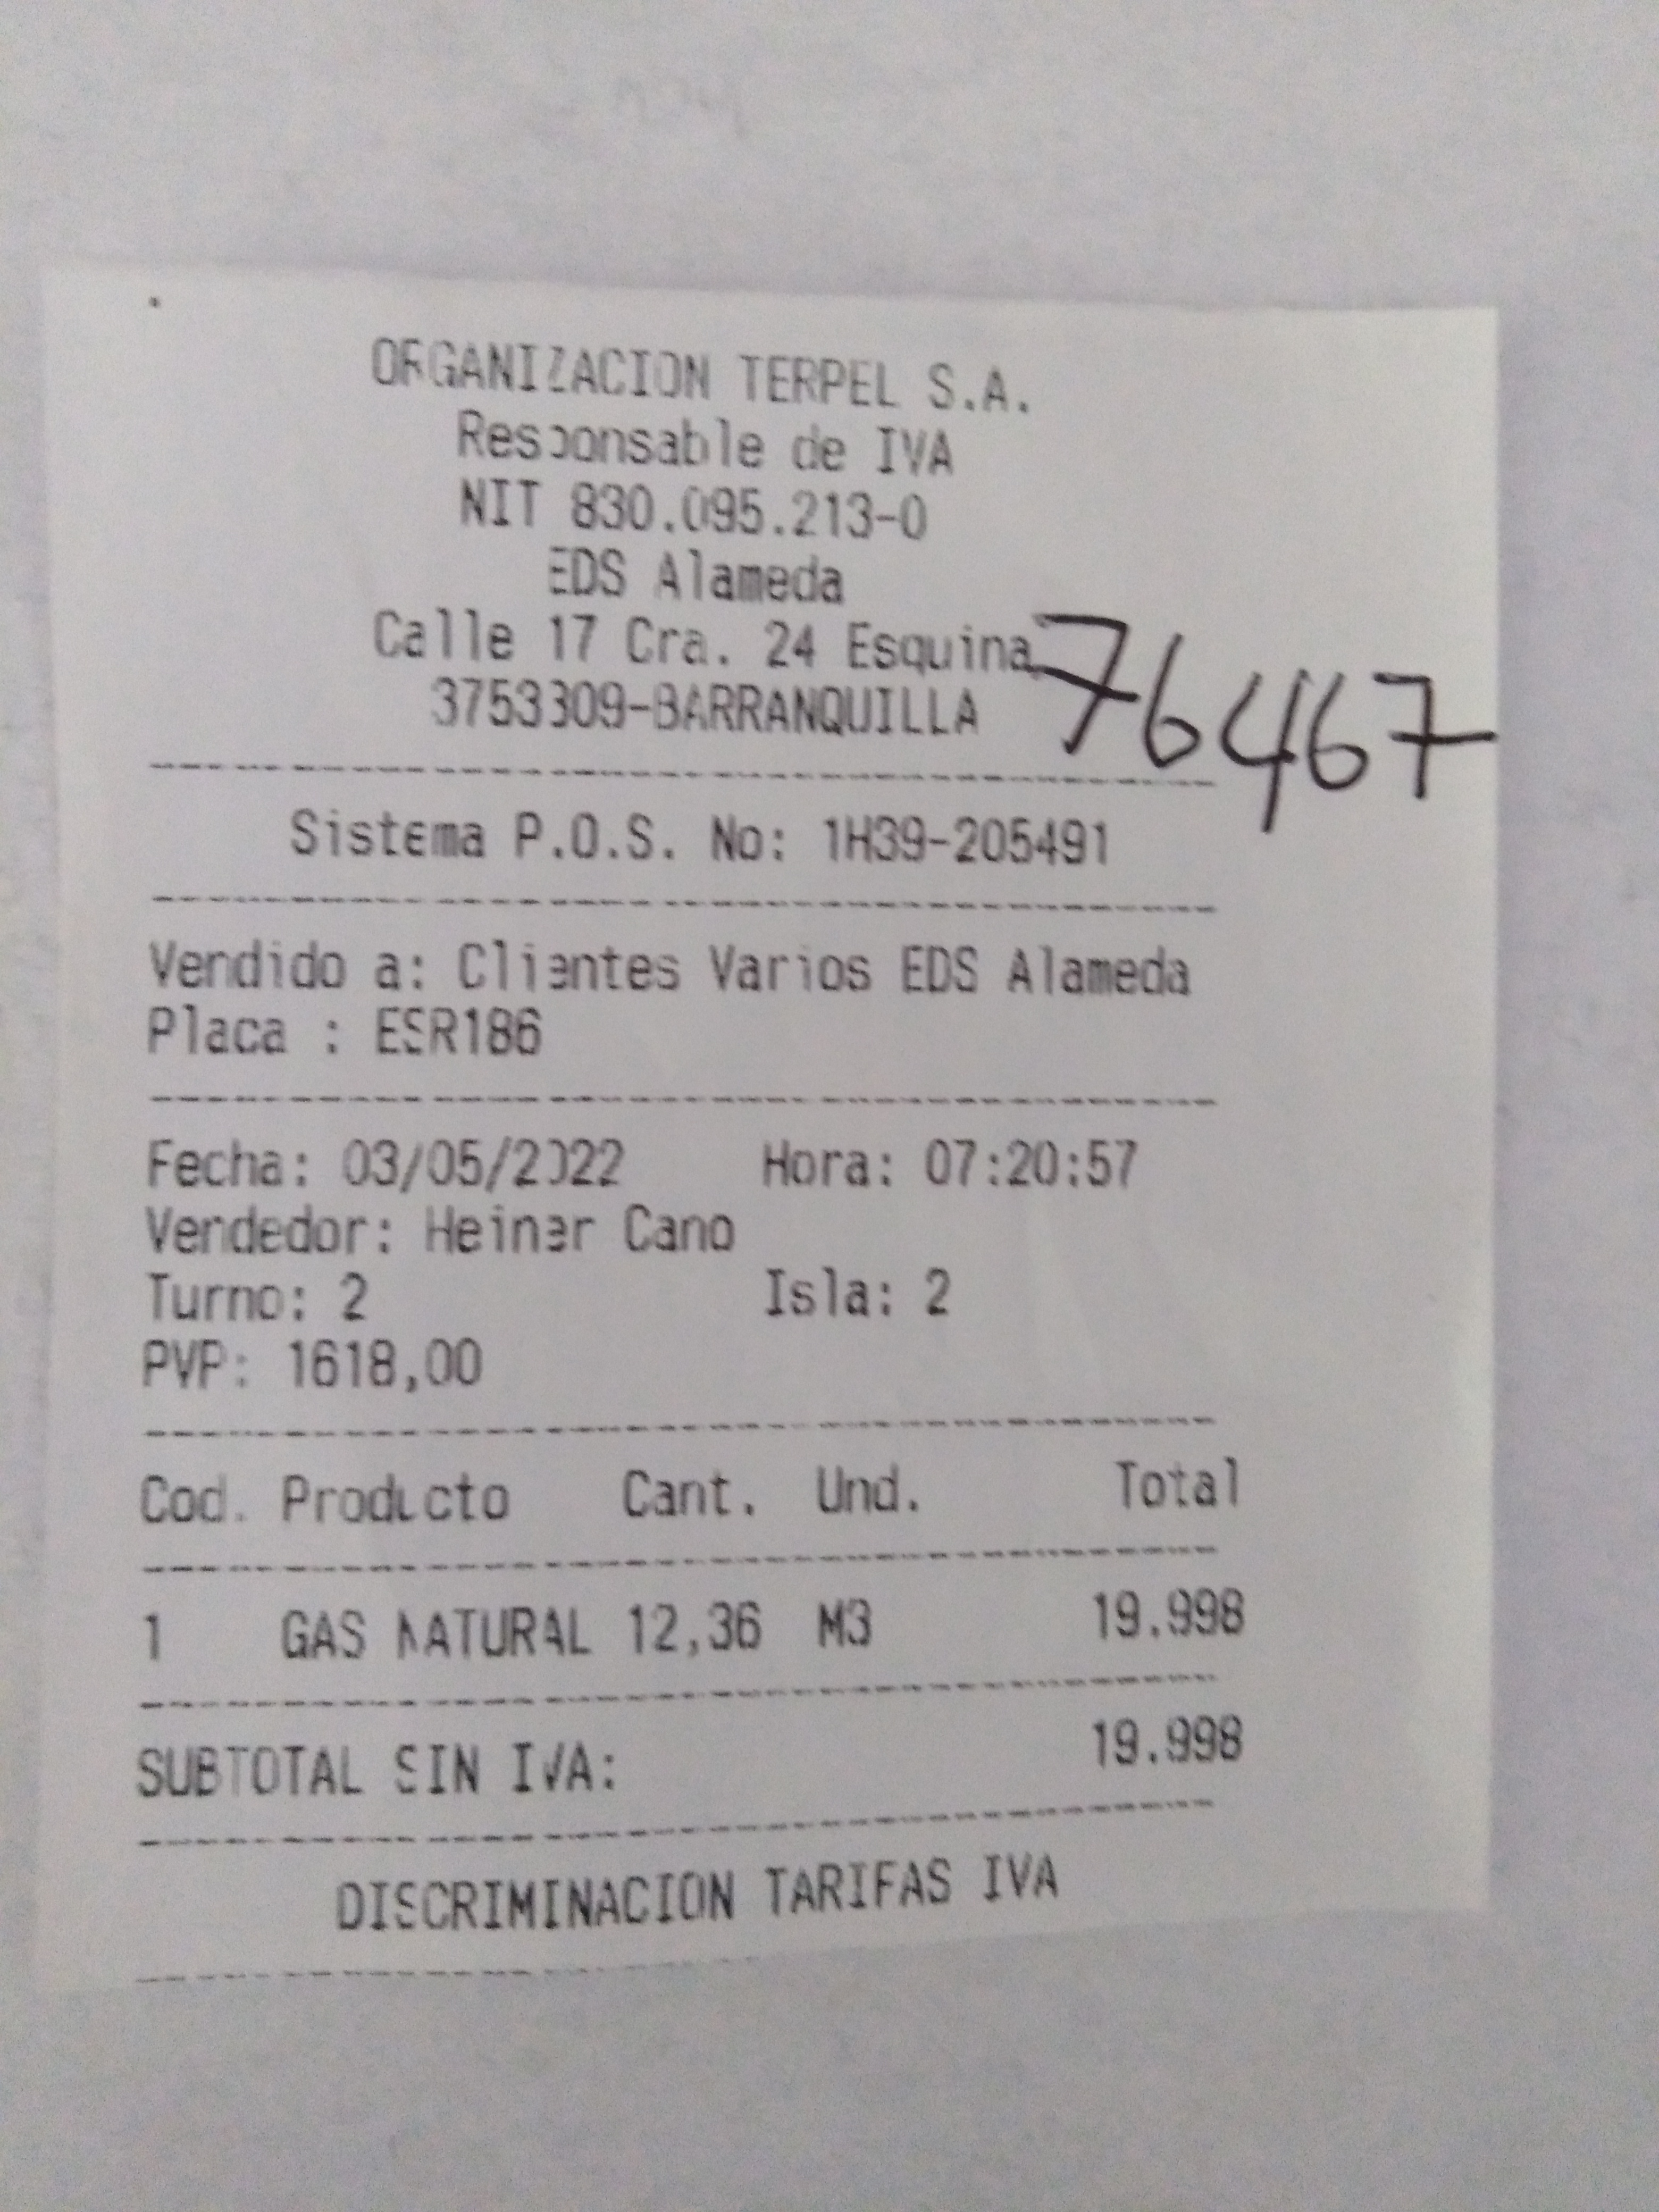 ORGANIZACION TERPEL S.A.
Responsable de IVA
NIT 830.095.213-0
EDS Alameda
Calle 17 Cra. 24 Esquina
3753309-BARRANQUILLA
76467
Sistema P.O.S. No: 1H39-205491
Vendido a: Clientes Varios EDS Alameda
Placa : ESR186
Fecha: 03/05/2022 Hora: 07:20:57
Vendedor: Heiner Cano
Turno: 2 Isla: 2
PVP: 1618,00
Cod. Producto Cant. Und. Total
1 GAS NATURAL 12,36 M3 19.998
SUBTOTAL SIN IVA: 19.998
DISCRIMINACION TARIFAS IVA